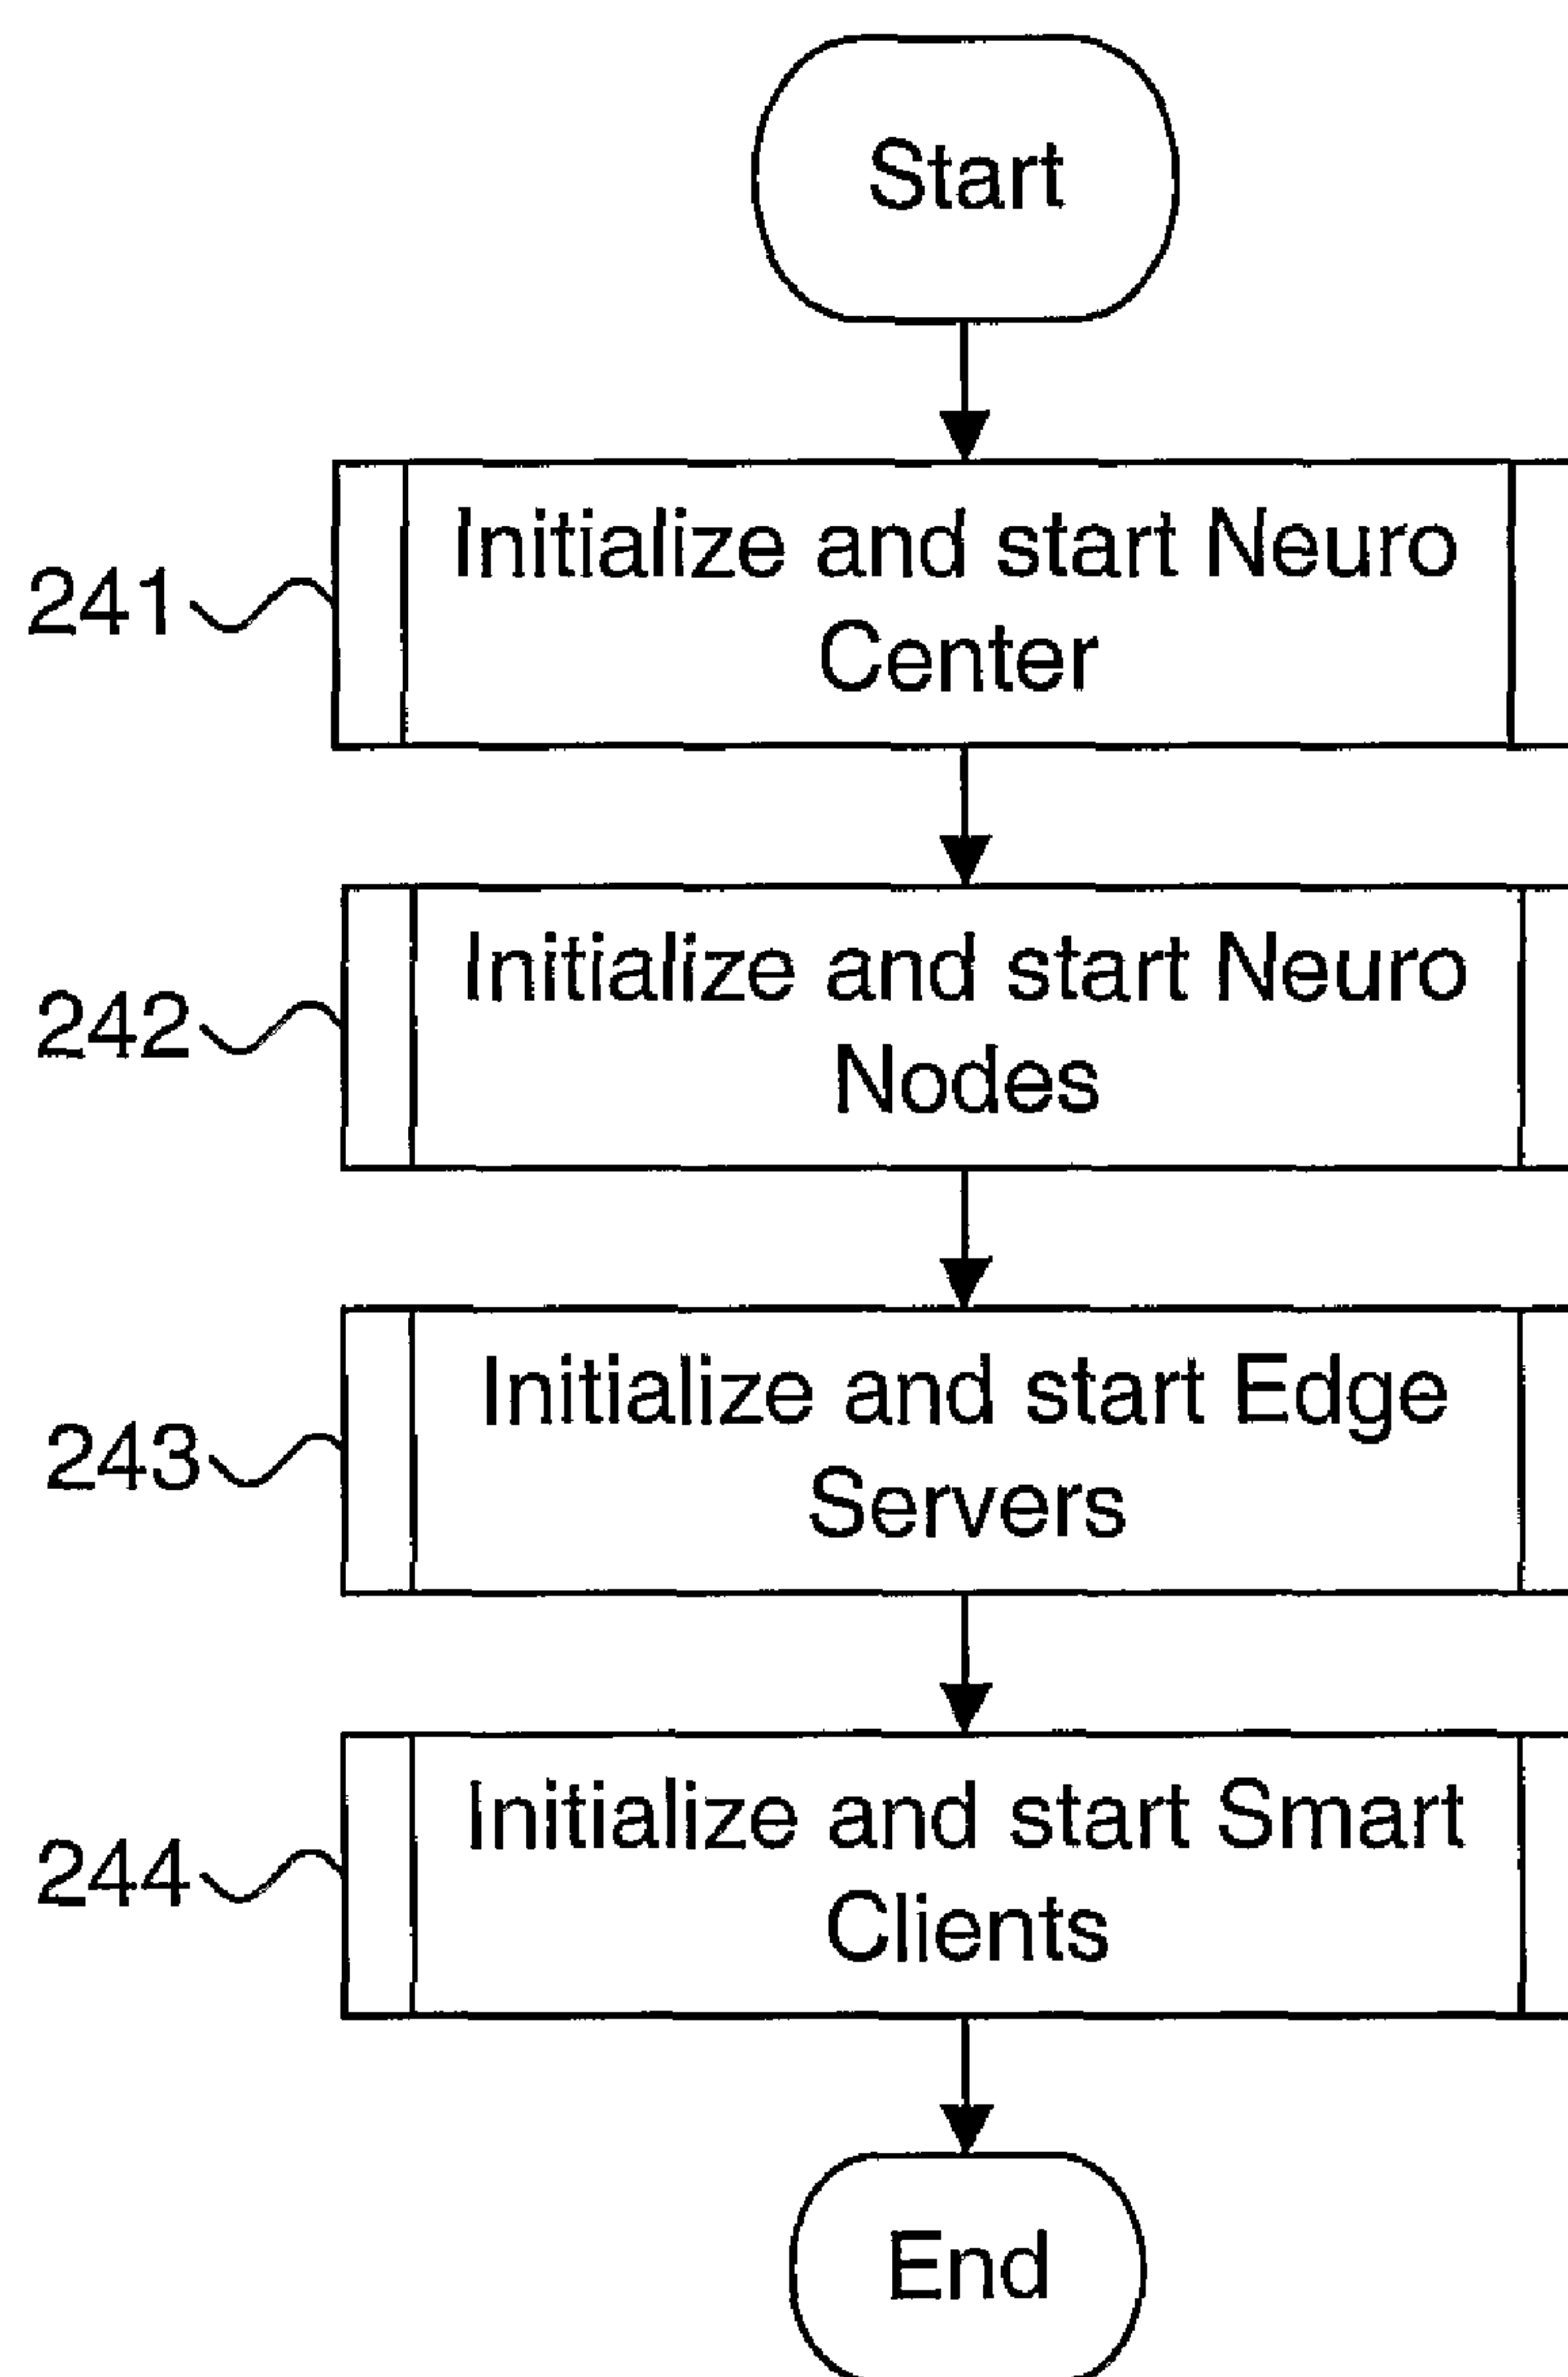 Start
241
Initialize and start Neuro
Center
242
Initialize and start Neuro
Nodes
243
Initialize and start Edge
Servers
244
Initialize and start Smart
Clients
End